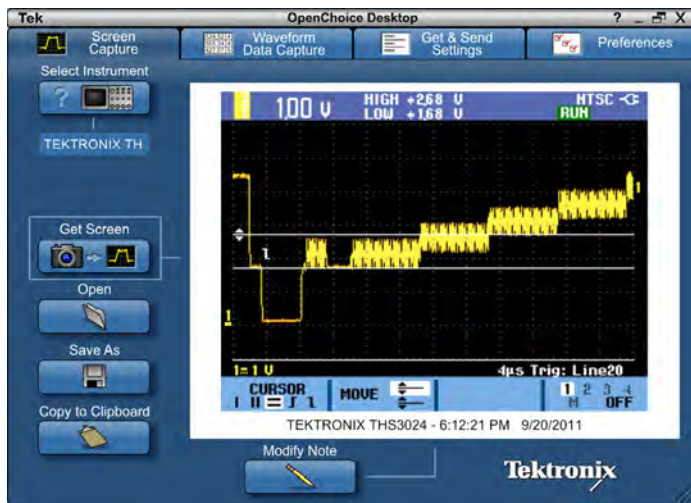 Tek
OpenChoice Desktop
? _ X
Screen
Capture
Waveform
Data Capture
Get & Send
Settings
Preferences
Select Instrument
?
TEKTRONIX TH
Get Screen
Open
Save As
Copy to Clipboard
1.00 V
HIGH +2.68 V
LOW +1.68 V
NTSC
RUN
1
1
1= 1 V
4µs Trig: Line20
CURSOR
MOVE
1 2 3 4
M OFF
TEKTRONIX THS3024 - 6:12:21 PM 9/20/2011
Modify Note
Tektronix